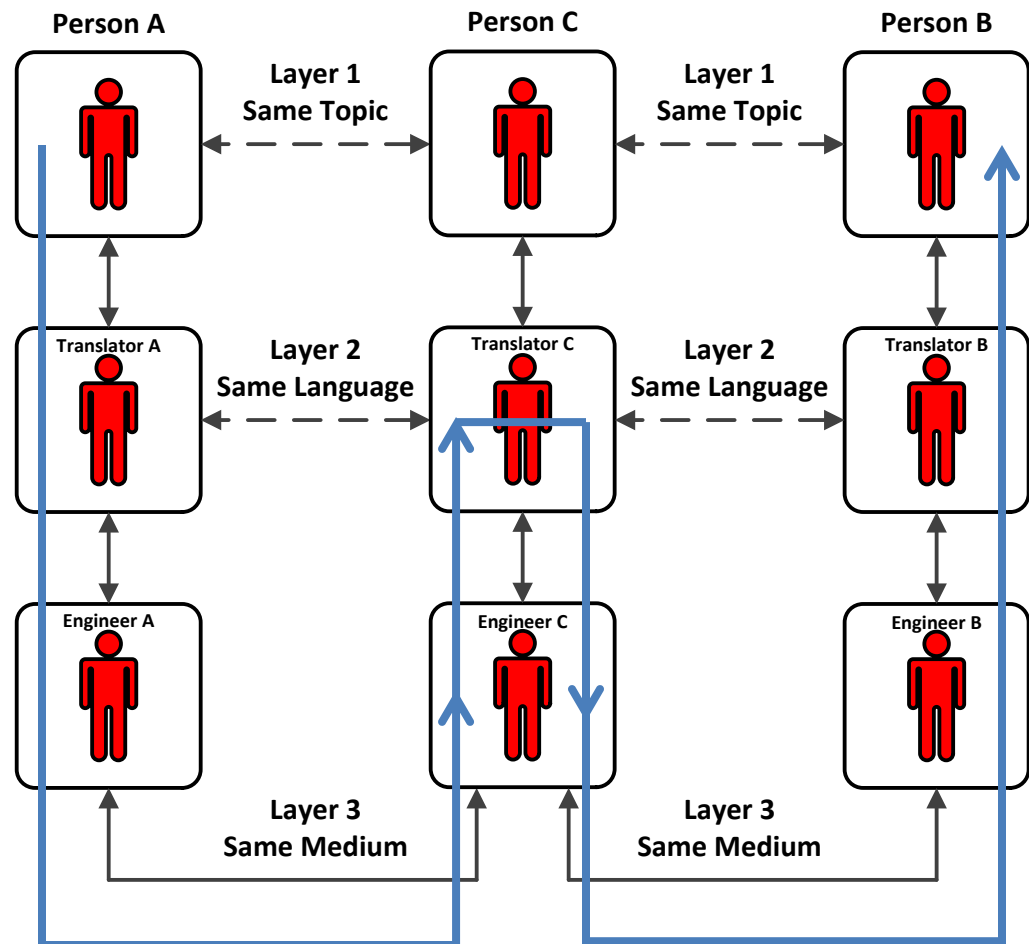 Person A
Person C
Person B
Layer 1
Same Topic
Layer 1
Same Topic
Translator A
Translator C
Translator B
Layer 2
Same Language
Layer 2
Same Language
Engineer A
Engineer C
Engineer B
Layer 3
Same Medium
Layer 3
Same Medium